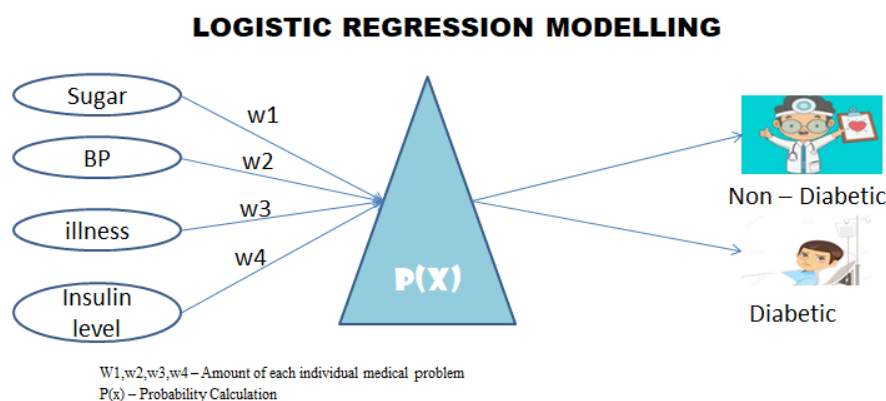 LOGISTIC REGRESSION MODELLING
Sugar
BP
illness
Insulin
level
w1
w2
w3
w4
P(X)
Non – Diabetic
Diabetic
W1,w2,w3,w4 – Amount of each individual medical problem
P(x) – Probability Calculation